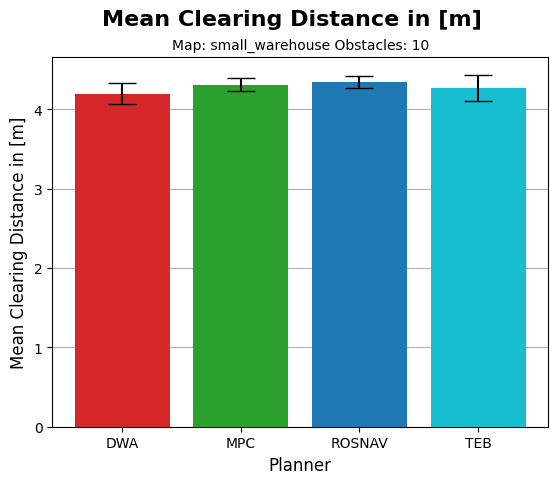 Mean Clearing Distance in [m]
Map: small_warehouse Obstacles: 10
Mean Clearing Distance in [m]
4
3
2
1
0
DWA MPC ROSNAV TEB
Planner